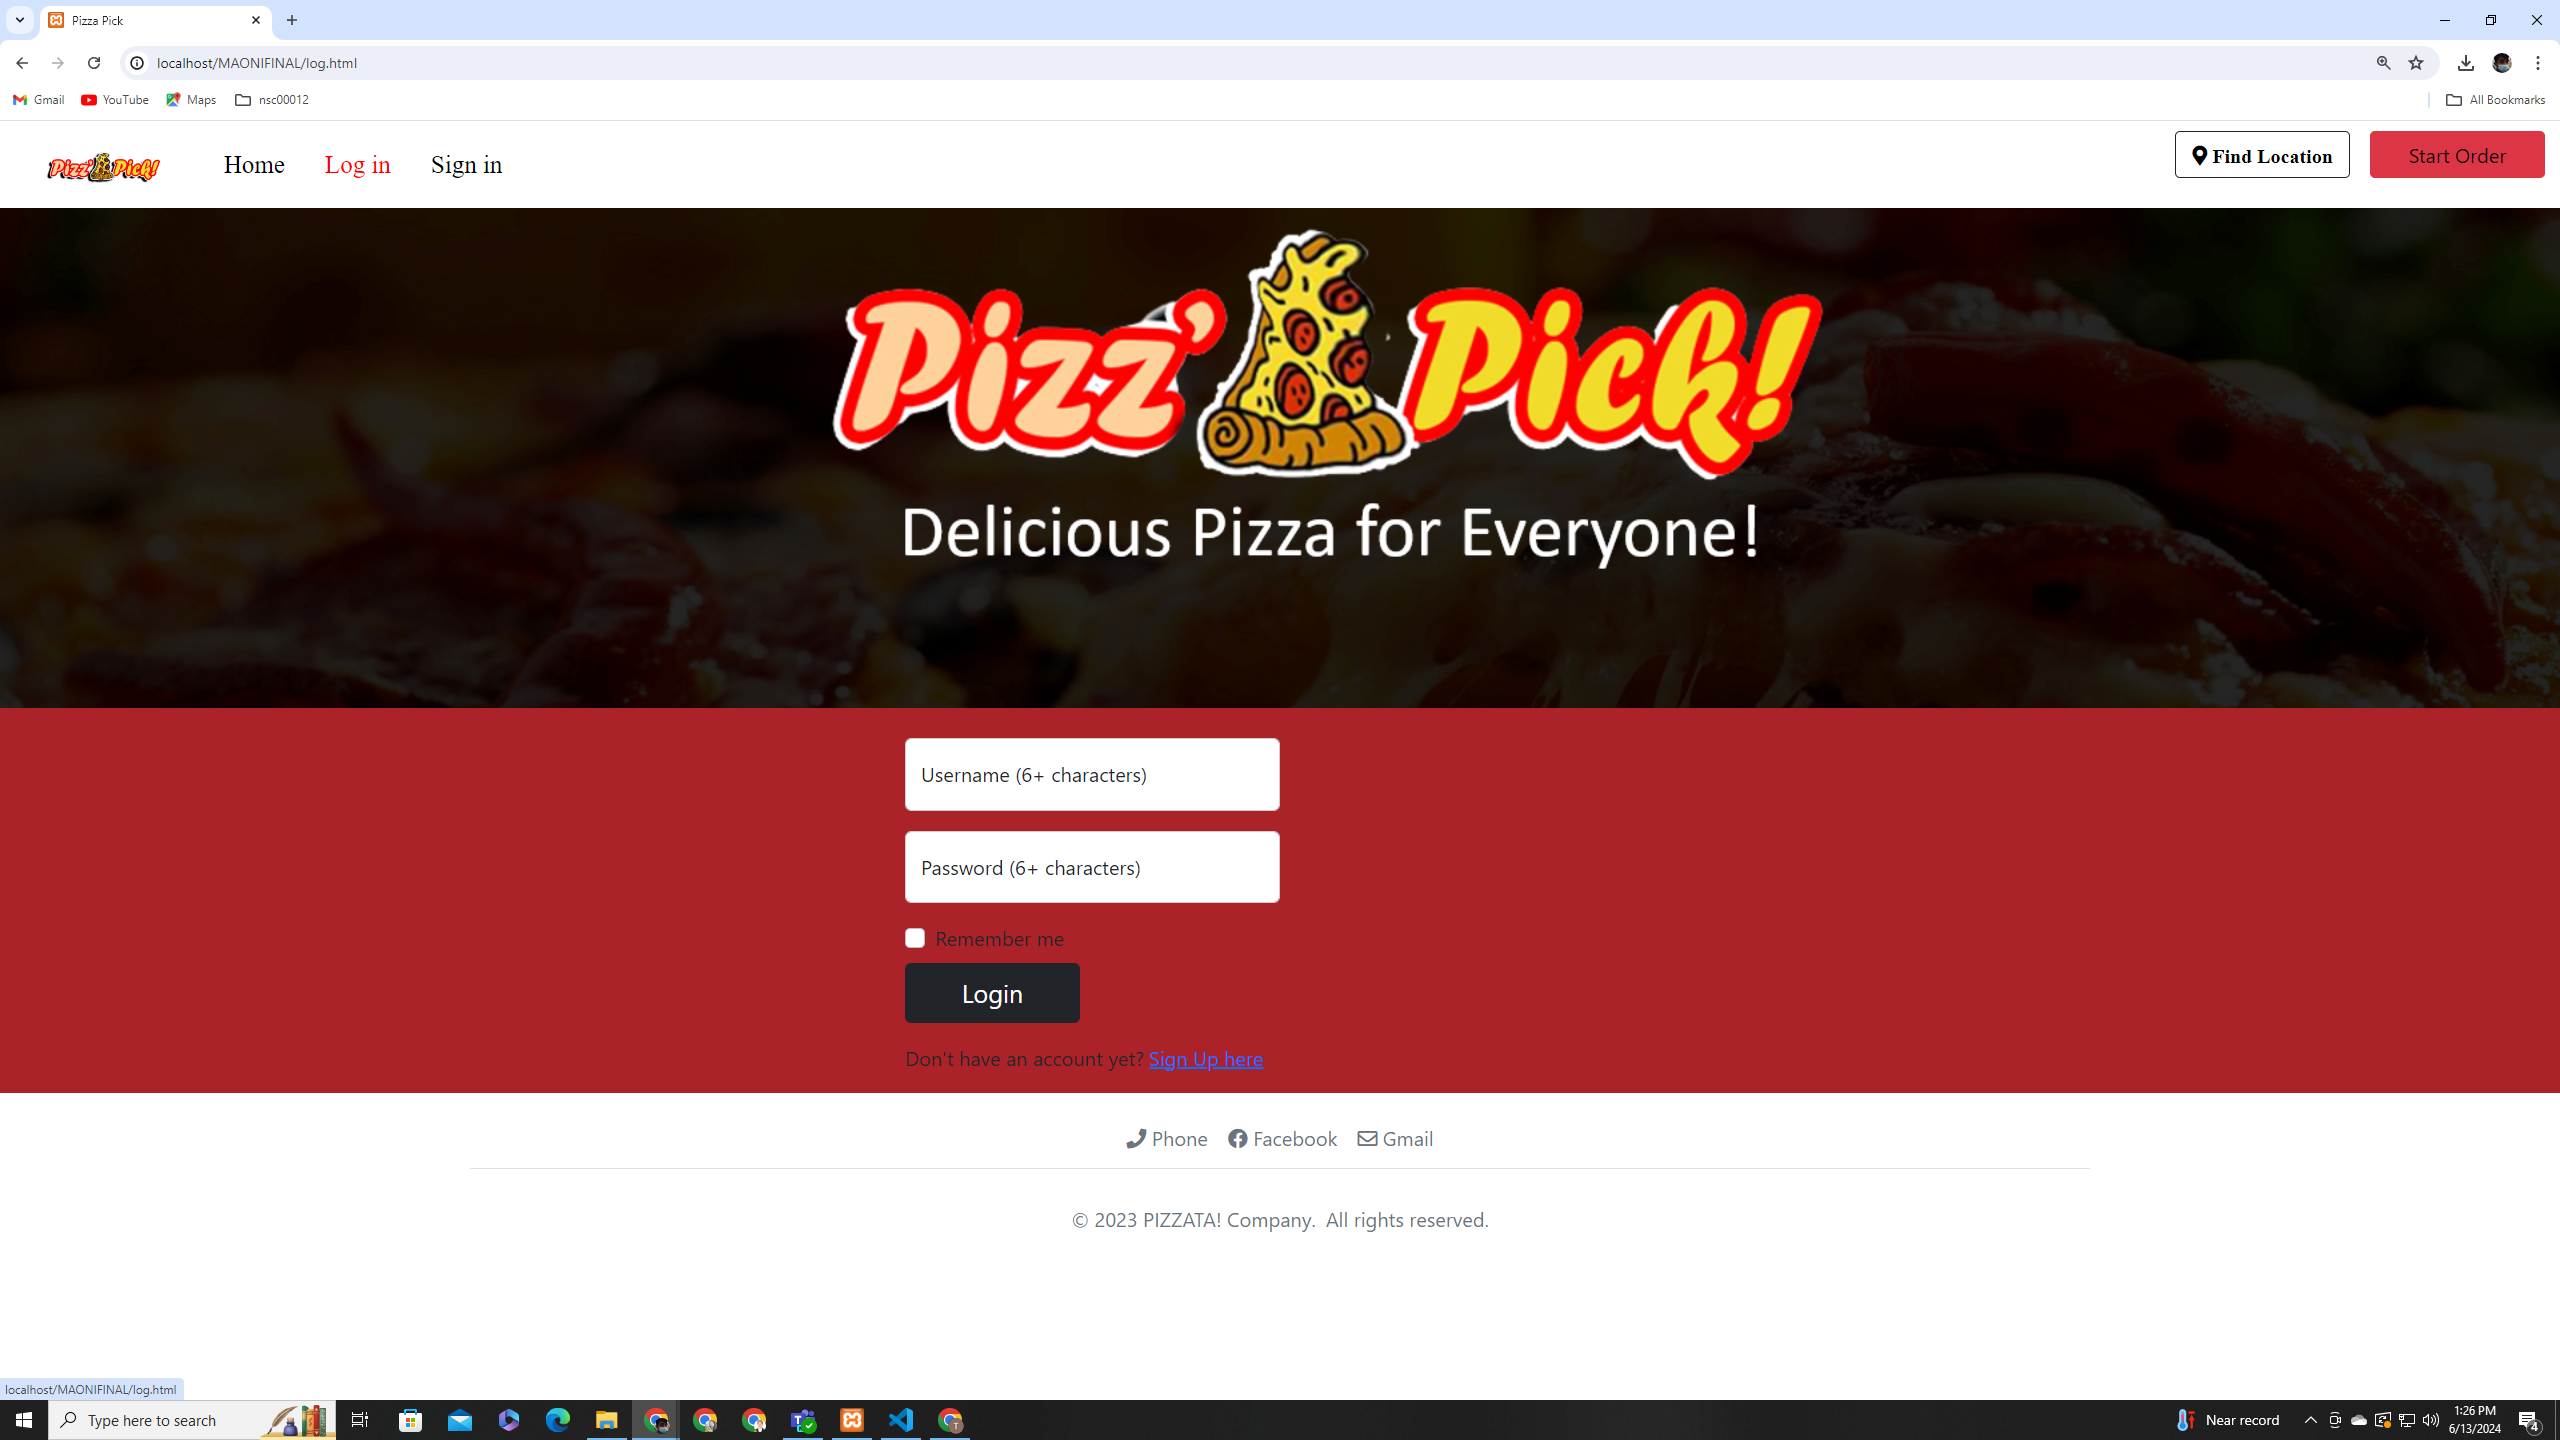 Pizza Pick
localhost/MAONIFINAL/log.html
Gmail YouTube Maps nsc00012 All Bookmarks
Pizz' Pick! Home Log in Sign in Find Location Start Order
Pizz' Pick!
Delicious Pizza for Everyone!
Username (6+ characters)
Password (6+ characters)
Remember me
Login
Don't have an account yet? Sign Up here
Phone Facebook Gmail
© 2023 PIZZATA! Company. All rights reserved.
localhost/MAONIFINAL/log.html
Type here to search Near record 1:26 PM
6/13/2024 4